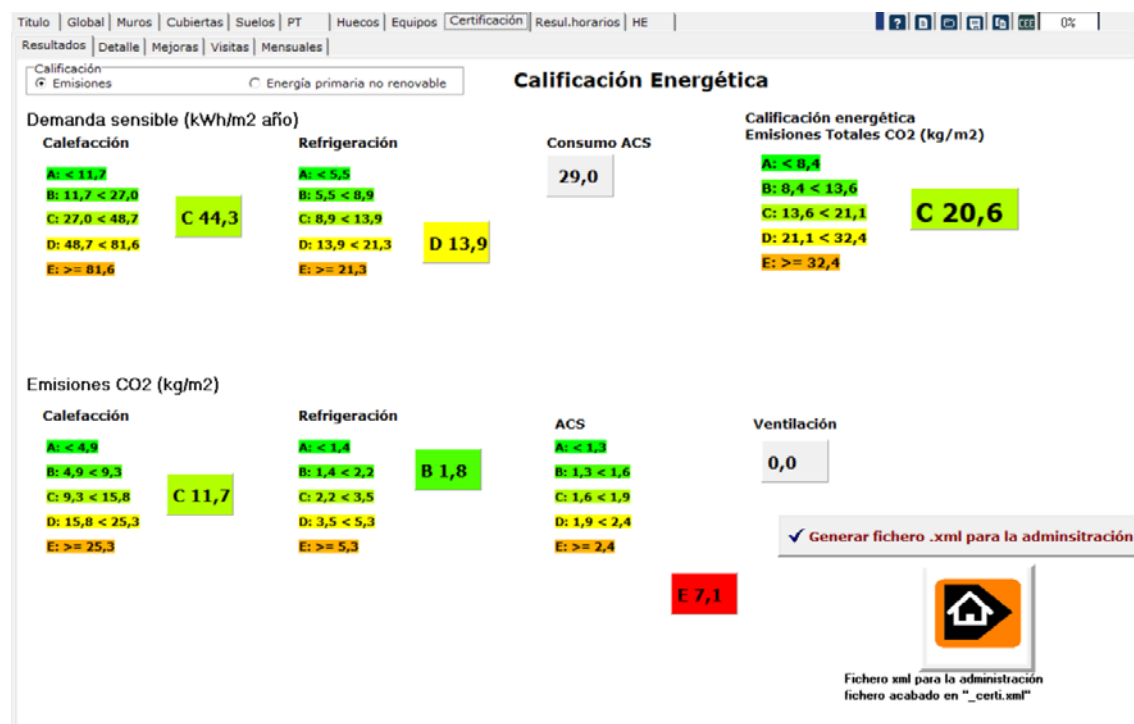 Titulo Global Muros Cubiertas Suelos PT Huecos Equipos Certificación Resul.horarios HE ? 0%
Resultados Detalle Mejoras Visitas Mensuales
Calificación
Emisiones Energía primaria no renovable
Calificación Energética
Demanda sensible (kWh/m2 año)
Calefacción
A: < 11,7
B: 11,7 < 27,0
C: 27,0 < 48,7
D: 48,7 < 81,6
E: >= 81,6
C 44,3
Refrigeración
A: < 5,5
B: 5,5 < 8,9
C: 8,9 < 13,9
D: 13,9 < 21,3
E: >= 21,3
D 13,9
Consumo ACS
29,0
Calificación energética
Emisiones Totales CO2 (kg/m2)
A: < 8,4
B: 8,4 < 13,6
C: 13,6 < 21,1
D: 21,1 < 32,4
E: >= 32,4
C 20,6
Emisiones CO2 (kg/m2)
Calefacción
A: < 4,9
B: 4,9 < 9,3
C: 9,3 < 15,8
D: 15,8 < 25,3
E: >= 25,3
C 11,7
Refrigeración
A: < 1,4
B: 1,4 < 2,2
C: 2,2 < 3,5
D: 3,5 < 5,3
E: >= 5,3
B 1,8
ACS
A: < 1,3
B: 1,3 < 1,6
C: 1,6 < 1,9
D: 1,9 < 2,4
E: >= 2,4
E 7,1
Ventilación
0,0
Generar fichero .xml para la adminsitración
Fichero xml para la administración
fichero acabado en "_certi.xml"